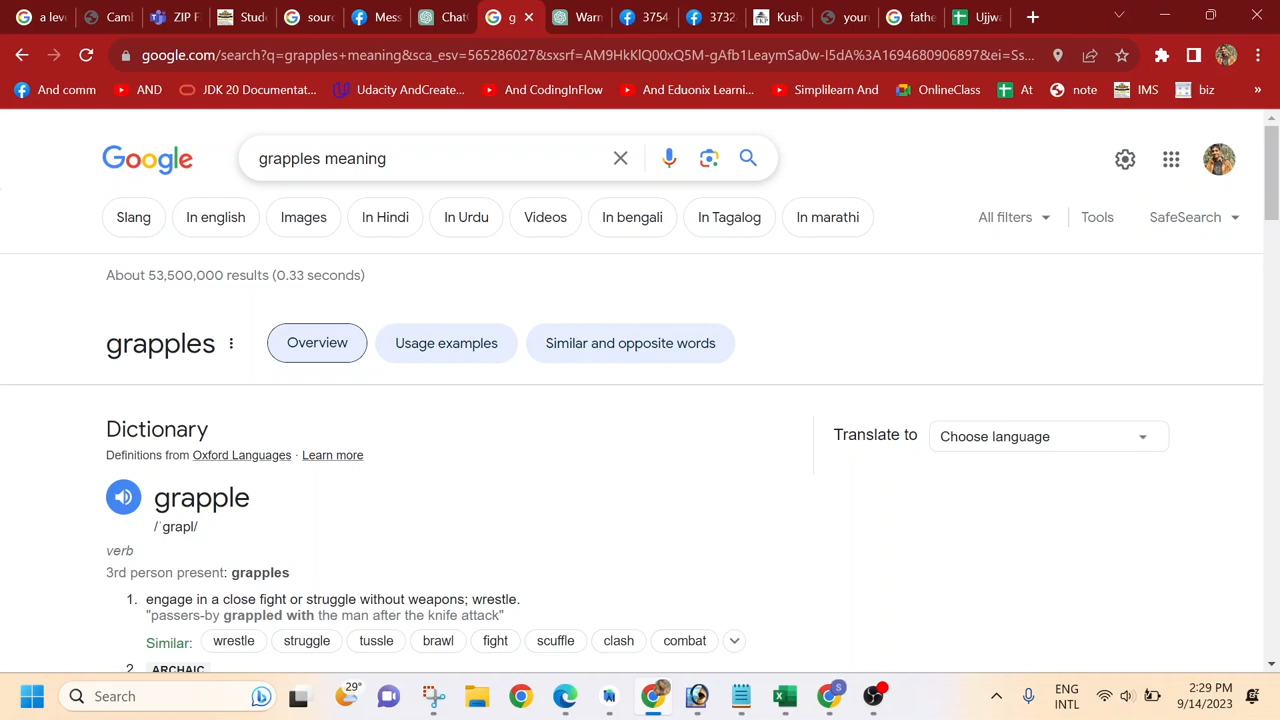 a leve
Camb
ZIP F
Stude
sourc
Mess
ChatG
g
Warn
3754
3732
Kush
your
fathe
Ujjwa
google.com/search?q=grapples+meaning&sca_esv=565286027&sxsrf=AM9HkKlQ00xQ5M-gAfb1LeaymSa0w-I5dA%3A1694680906897&ei=Ss...
And comm
AND
JDK 20 Documentat...
Udacity AndCreate...
And CodingInFlow
And Eduonix Learni...
Simplilearn And
OnlineClass
At
note
IMS
biz
»
Google
grapples meaning
Slang
In english
Images
In Hindi
In Urdu
Videos
In bengali
In Tagalog
In marathi
All filters
Tools
SafeSearch
About 53,500,000 results (0.33 seconds)
grapples
Overview
Usage examples
Similar and opposite words
Dictionary
Translate to
Choose language
Definitions from Oxford Languages · Learn more
grapple
/ˈɡrapl/
verb
3rd person present: grapples
1. engage in a close fight or struggle without weapons; wrestle.
"passers-by grappled with the man after the knife attack"
Similar: wrestle struggle tussle brawl fight scuffle clash combat
2. ARCHAIC
Search
29°
ENG
INTL
2:29 PM
9/14/2023